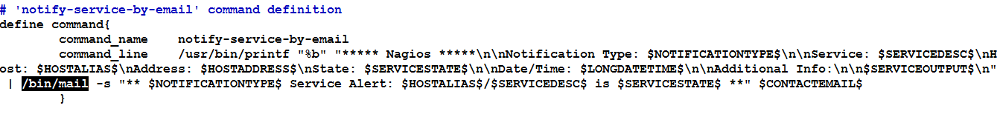 # 'notify-service-by-email' command definition
define command{
        command_name    notify-service-by-email
        command_line    /usr/bin/printf "%b" "***** Nagios *****\n\nNotification Type: $NOTIFICATIONTYPE$\n\nService: $SERVICEDESC$\nH
ost: $HOSTALIAS$\nAddress: $HOSTADDRESS$\nState: $SERVICESTATE$\n\nDate/Time: $LONGDATETIME$\n\nAdditional Info:\n\n$SERVICEOUTPUT$\n"
 | /bin/mail -s "** $NOTIFICATIONTYPE$ Service Alert: $HOSTALIAS$/$SERVICEDESC$ is $SERVICESTATE$ **" $CONTACTEMAIL$
        }